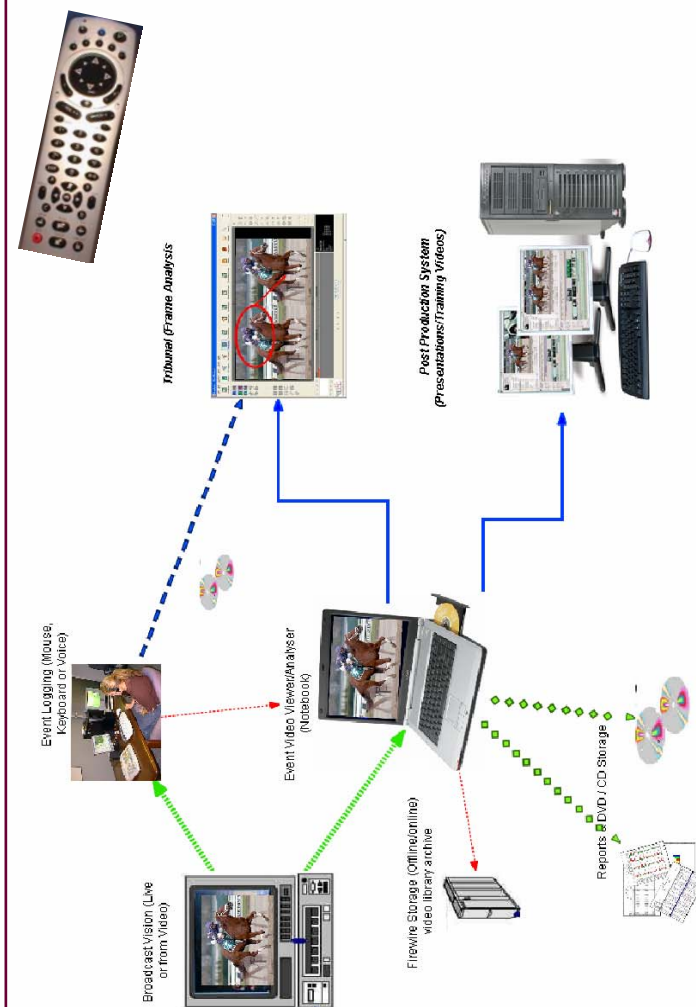 Broadcast Vision (Live
or from Video)
Event Logging (Mouse,
Keyboard or Voice)
Tribunal (Frame Analysis
Event Video Viewer/Analyser
(Notebook)
Post Production System
(Presentations/Training Videos)
Firewire Storage (Offline/online)
video library archive
Reports & DVD / CD Storage